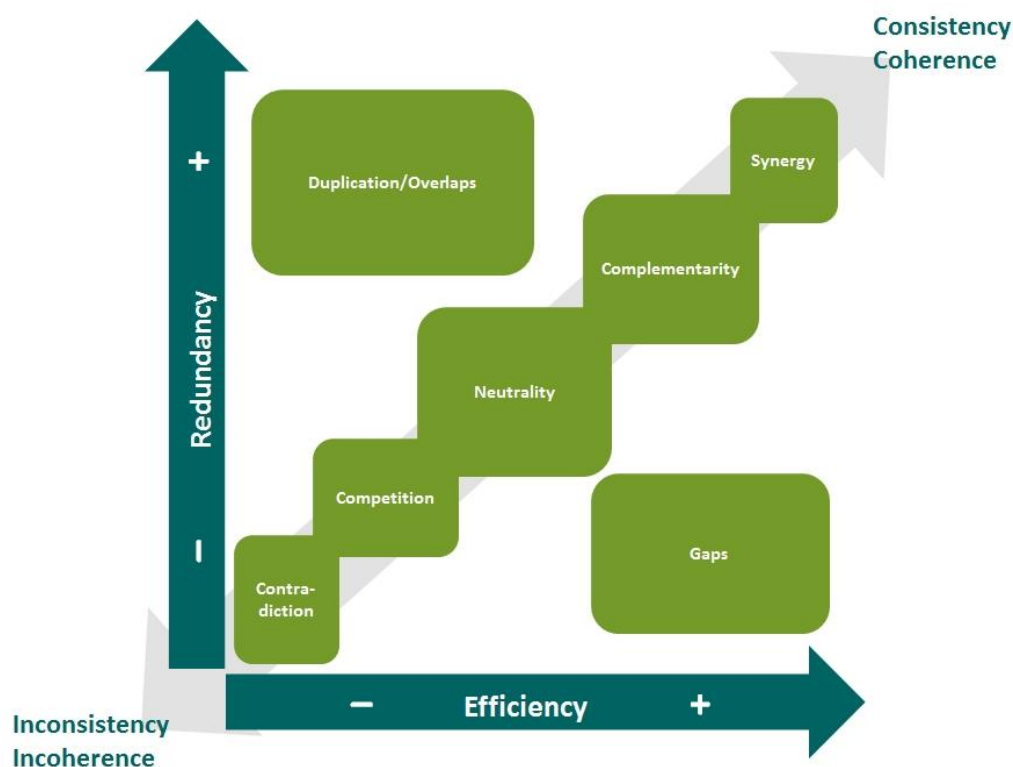 Consistency
Coherence
+
Synergy
Duplication/Overlaps
Complementarity
Redundancy
Neutrality
Competition
–
Gaps
Contra-
diction
– Efficiency +
Inconsistency
Incoherence